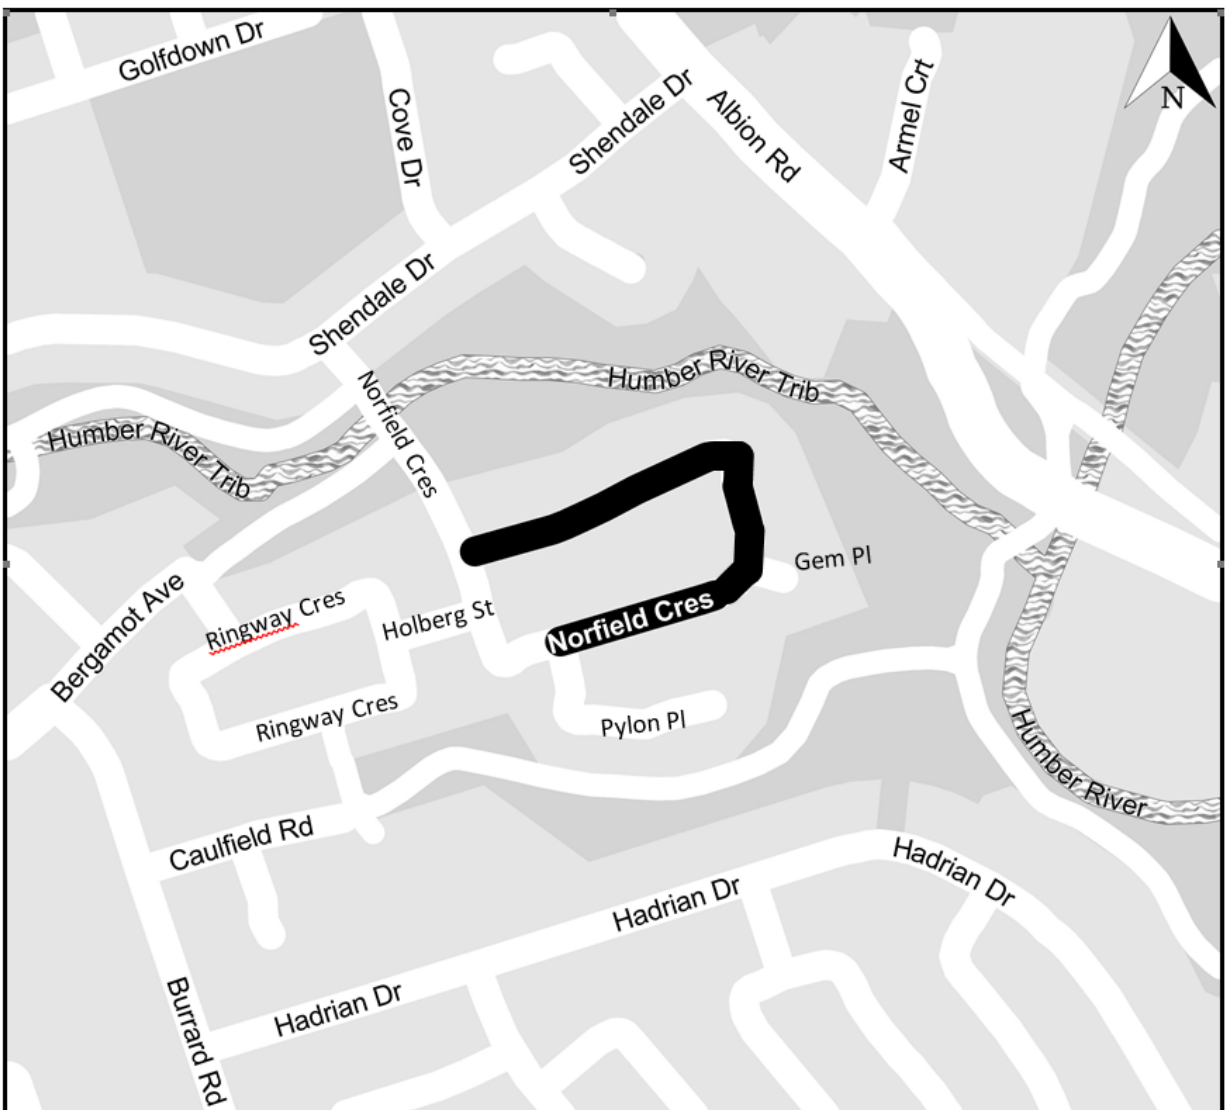 Golfdown Dr
Cove Dr
Shendale Dr
Albion Rd
Armel Crt
N
Shendale Dr
Norfield Cres
Humber River Trib
Humber River Trib
Gem Pl
Bergamot Ave
Ringway Cres
Holberg St
Norfield Cres
Ringway Cres
Pylon Pl
Humber River
Caulfield Rd
Hadrian Dr
Hadrian Dr
Hadrian Dr
Burrard Rd